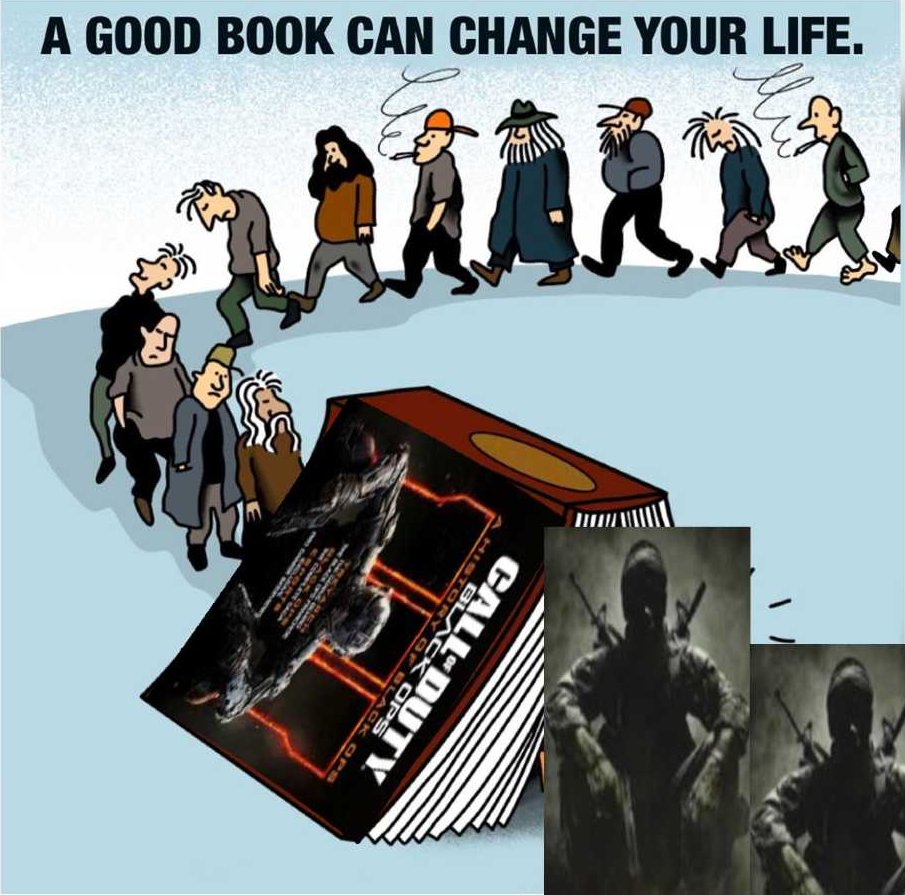 A GOOD BOOK CAN CHANGE YOUR LIFE.
A HISTORY OF BLACK OPS
CALL OF DUTY
BLACK OPS